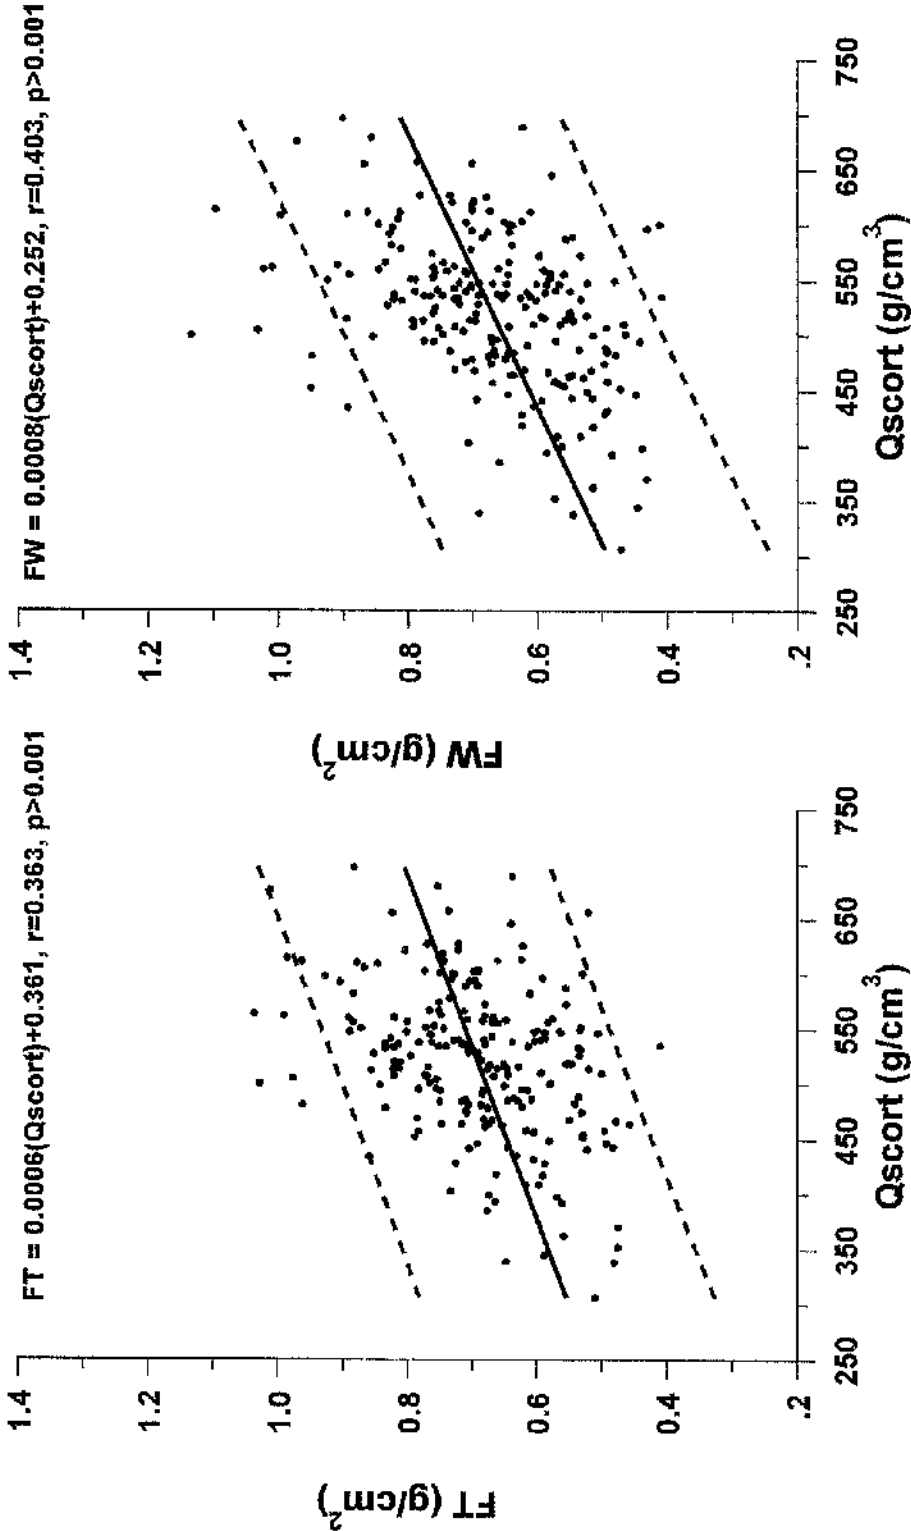 FT = 0.0006(Qscort)+0.361, r=0.363, p>0.001
1.4
1.2
1.0
0.8
0.6
0.4
.2
FT (g/cm²)
250 350 450 550 650 750
Qscort (g/cm³)
FW = 0.0008(Qscort)+0.252, r=0.403, p>0.001
1.4
1.2
1.0
0.8
0.6
0.4
.2
FW (g/cm²)
250 350 450 550 650 750
Qscort (g/cm³)